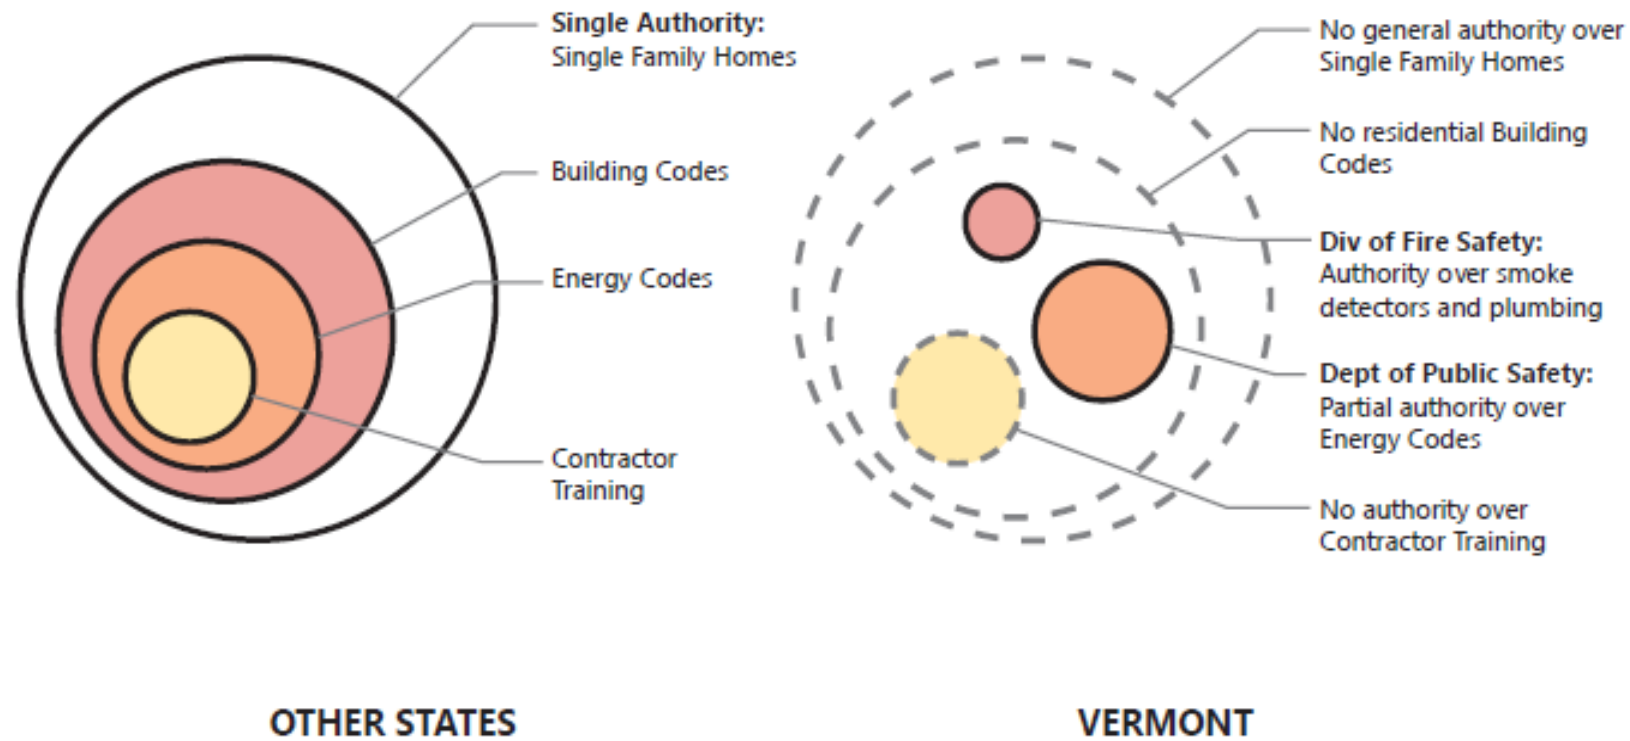 Single Authority:
Single Family Homes
Building Codes
Energy Codes
Contractor
Training
OTHER STATES
No general authority over
Single Family Homes
No residential Building
Codes
Div of Fire Safety:
Authority over smoke
detectors and plumbing
Dept of Public Safety:
Partial authority over
Energy Codes
No authority over
Contractor Training
VERMONT